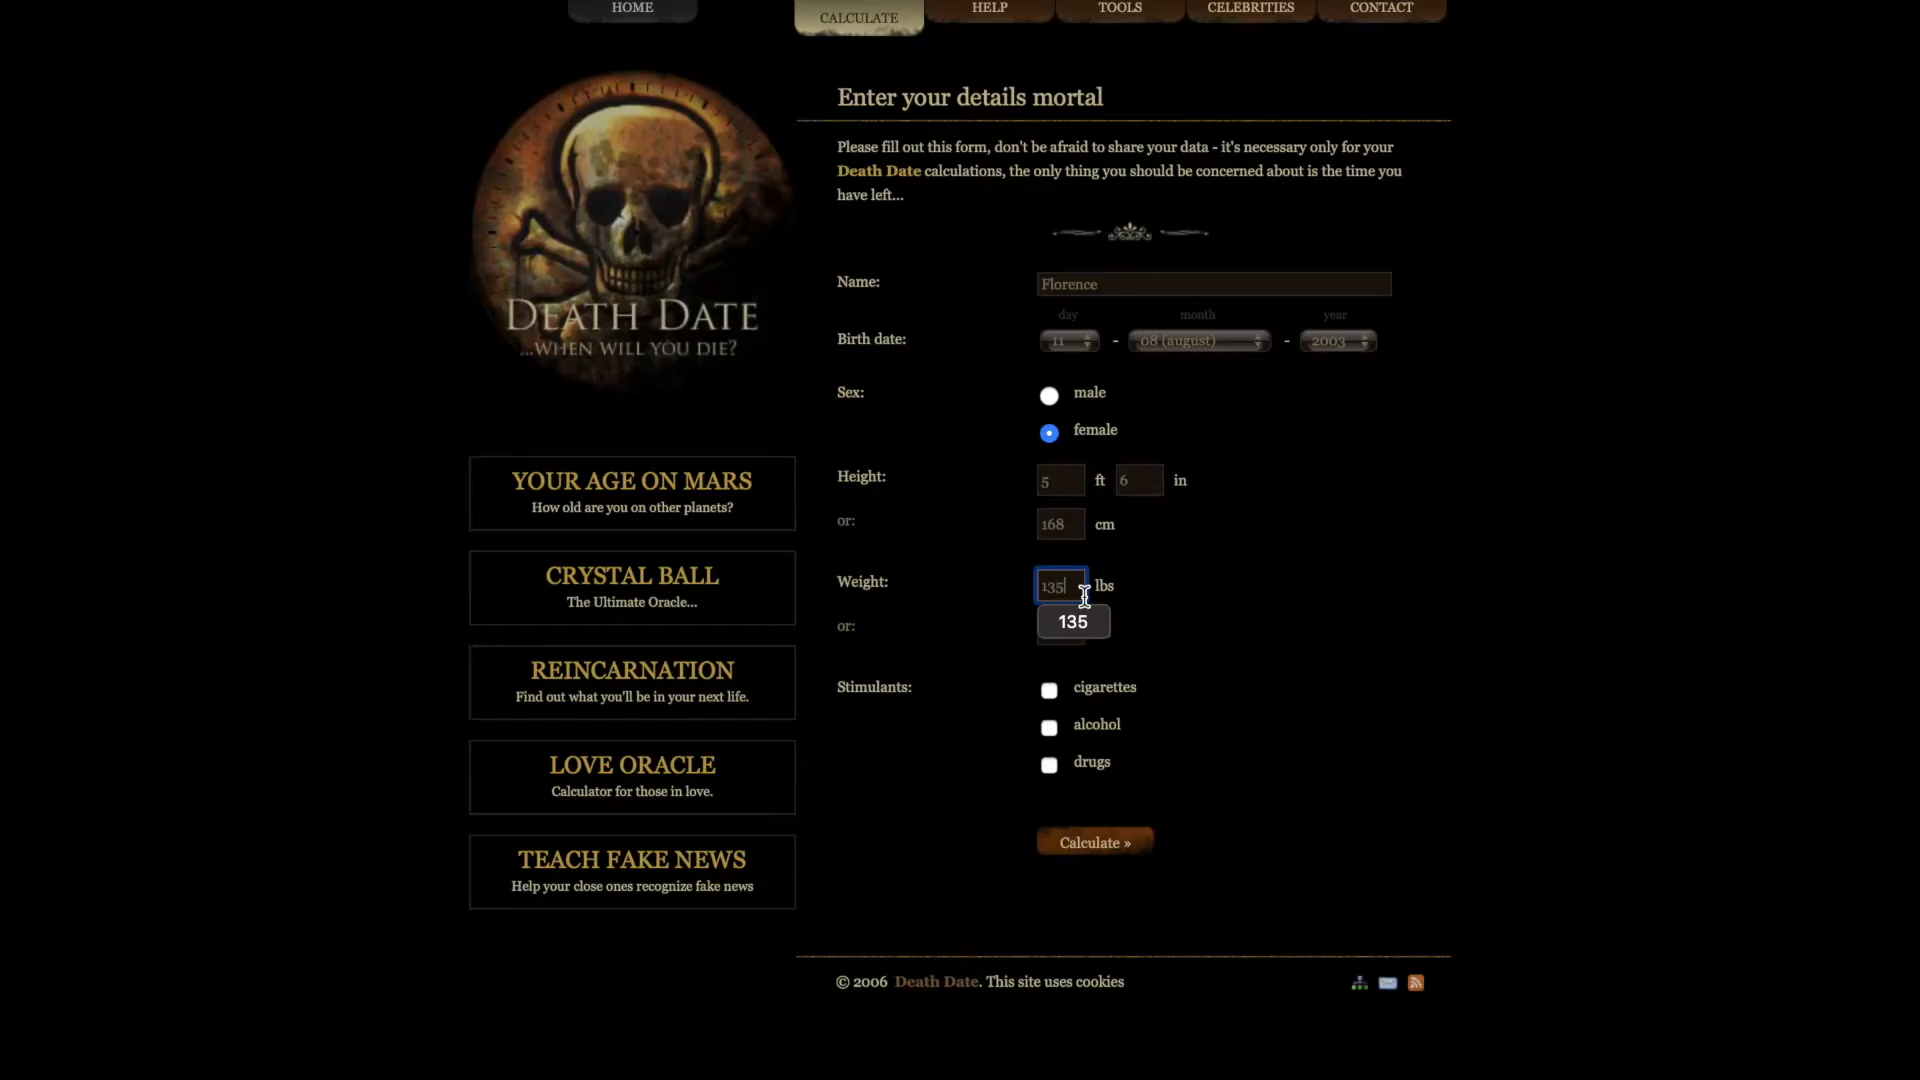 HOME
CALCULATE
HELP
TOOLS
CELEBRITIES
CONTACT
DEATH DATE
...WHEN WILL YOU DIE?
YOUR AGE ON MARS
How old are you on other planets?
CRYSTAL BALL
The Ultimate Oracle...
REINCARNATION
Find out what you'll be in your next life.
LOVE ORACLE
Calculator for those in love.
TEACH FAKE NEWS
Help your close ones recognize fake news
Enter your details mortal
Please fill out this form, don't be afraid to share your data - it's necessary only for your
Death Date calculations, the only thing you should be concerned about is the time you
have left...
Name: Florence
day month year
Birth date: 11 - 08 (august) - 2003
Sex: male
female
Height: 5 ft 6 in
or: 168 cm
Weight: 135 lbs
135
or:
Stimulants: cigarettes
alcohol
drugs
Calculate »
© 2006 Death Date. This site uses cookies